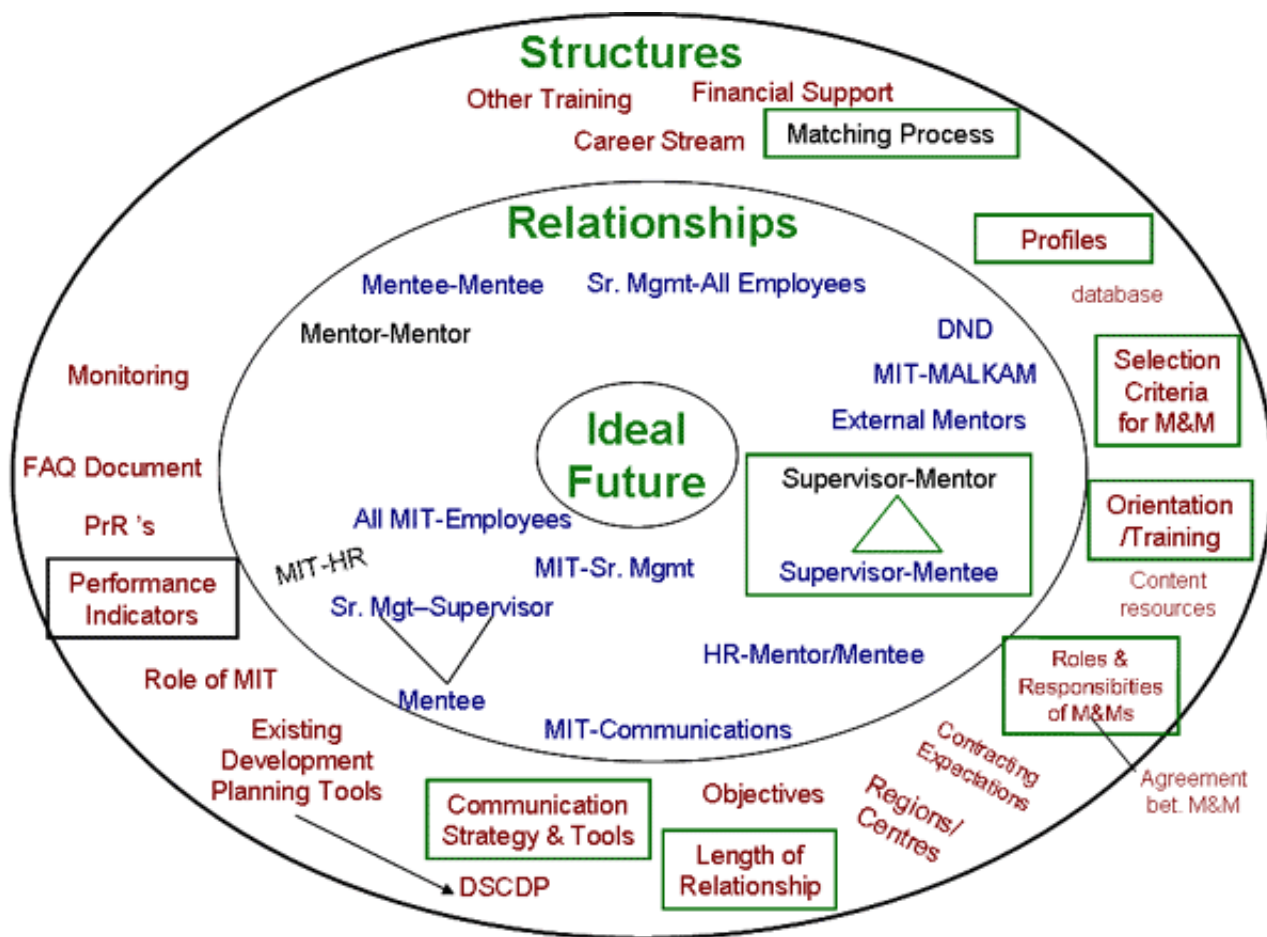 Structures
Other Training
Financial Support
Career Stream
Matching Process
Relationships
Profiles
Mentee-Mentee
Sr. Mgmt-All Employees
database
Mentor-Mentor
DND
Monitoring
MIT-MALKAM
Selection
Criteria
for M&M
External Mentors
Ideal
Future
FAQ Document
Supervisor-Mentor
Supervisor-Mentee
PrR 's
All MIT-Employees
Orientation
/Training
MIT-HR
MIT-Sr. Mgmt
Performance
Indicators
Content
resources
Sr. Mgt–Supervisor
Mentee
HR-Mentor/Mentee
Roles &
Responsibities
of M&Ms
Role of MIT
MIT-Communications
Existing
Development
Planning Tools
Contracting
Expectations
Agreement
bet. M&M
Communication
Strategy & Tools
Objectives
Regions/
Centres
Length of
Relationship
DSCDP